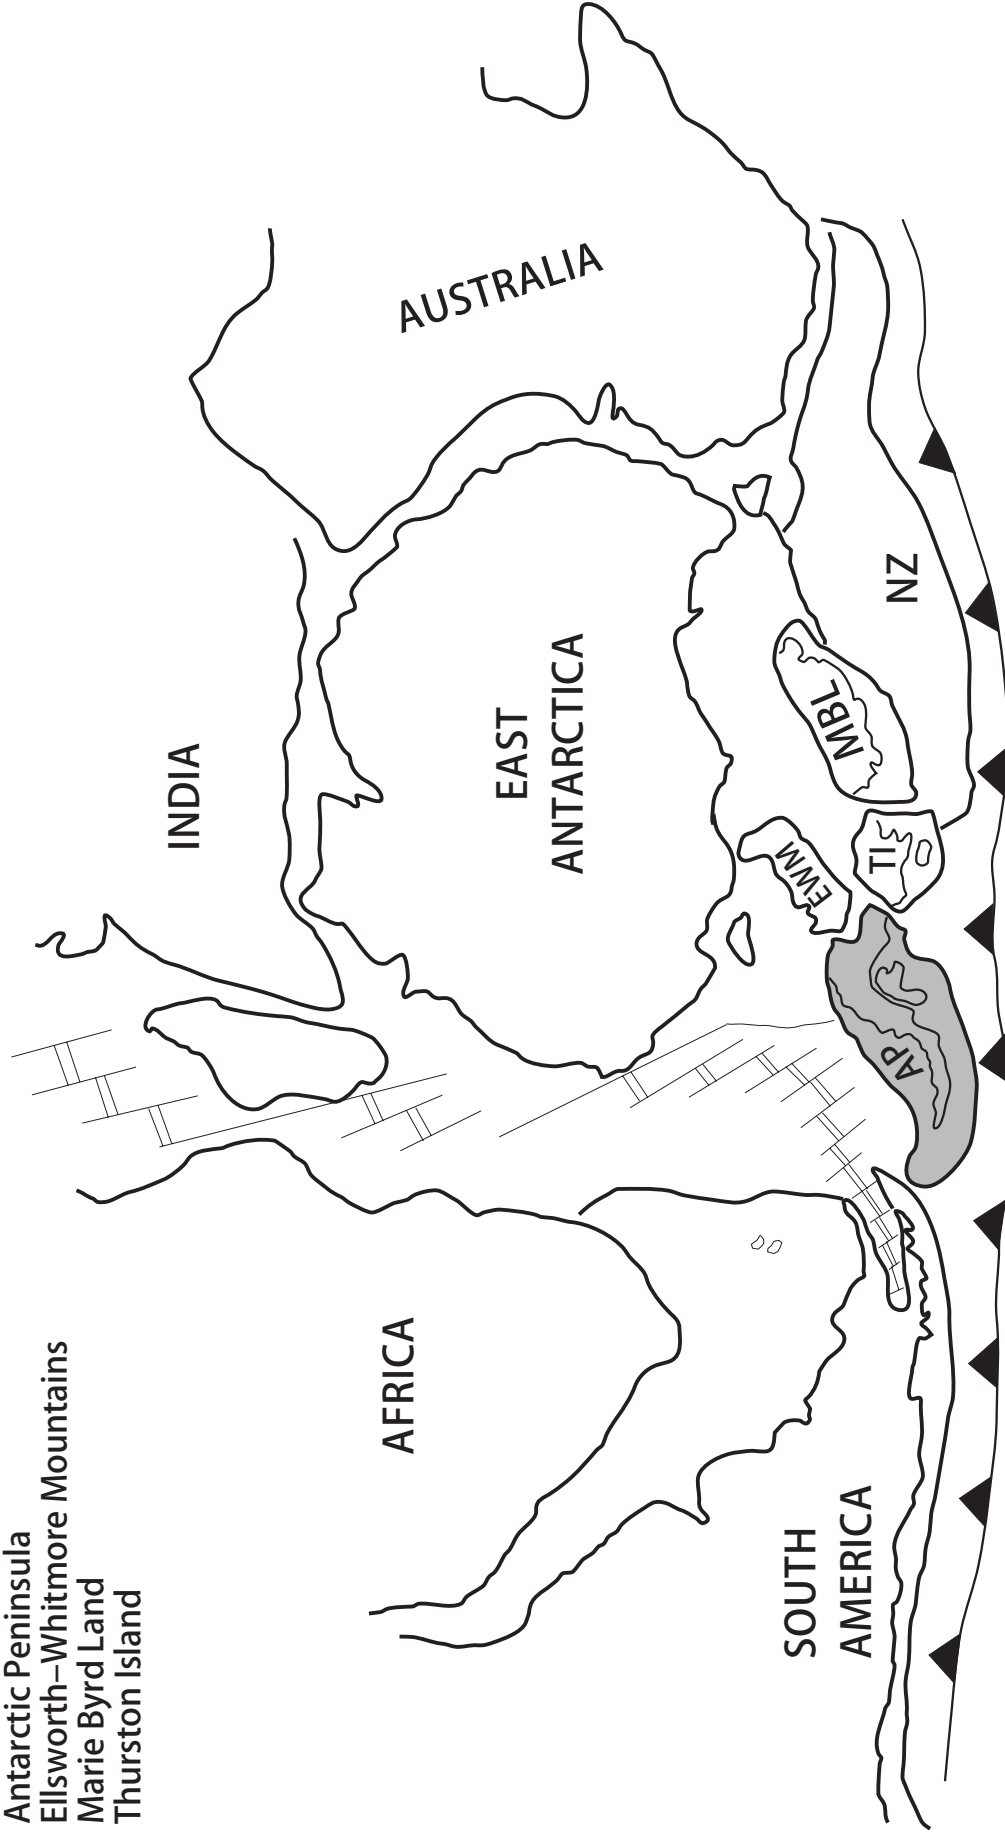 Antarctic Peninsula
Ellsworth–Whitmore Mountains
Marie Byrd Land
Thurston Island
INDIA
AFRICA
AUSTRALIA
EAST
ANTARCTICA
SOUTH
AMERICA
EWM
MBL
TI
AP
NZ